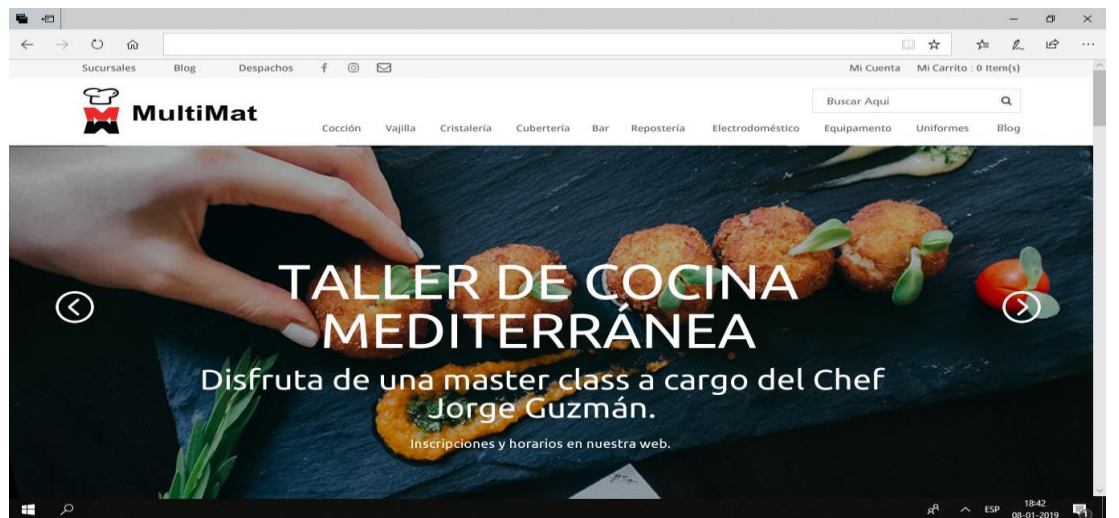 Sucursales Blog Despachos
Mi Cuenta Mi Carrito : 0 Item(s)
MultiMat
Buscar Aquí
Cocción Vajilla Cristalería Cubertería Bar Repostería Electrodoméstico Equipamento Uniformes Blog
TALLER DE COCINA
MEDITERRÁNEA
Disfruta de una master class a cargo del Chef
Jorge Guzmán.
Inscripciones y horarios en nuestra web.
ESP
18:42
08-01-2019
1